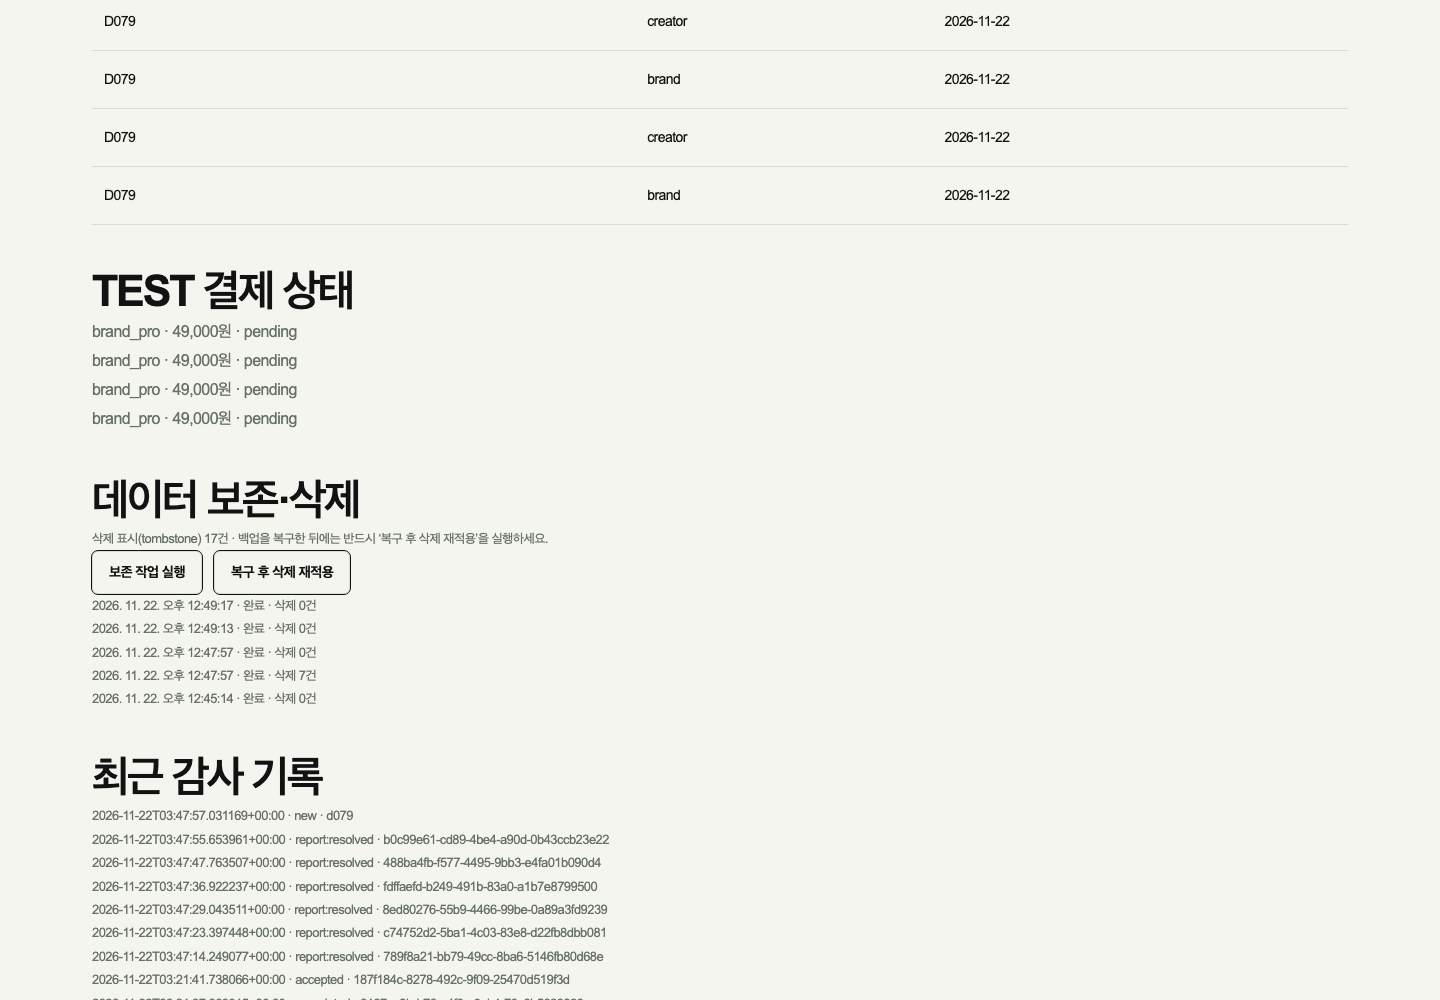 D079 creator 2026-11-22
D079 brand 2026-11-22
D079 creator 2026-11-22
D079 brand 2026-11-22
TEST 결제 상태
brand_pro · 49,000원 · pending
brand_pro · 49,000원 · pending
brand_pro · 49,000원 · pending
brand_pro · 49,000원 · pending
데이터 보존·삭제
삭제 표시(tombstone) 17건 · 백업을 복구한 뒤에는 반드시 ‘복구 후 삭제 재적용’을 실행하세요.
보존 작업 실행 복구 후 삭제 재적용
2026. 11. 22. 오후 12:49:17 · 완료 · 삭제 0건
2026. 11. 22. 오후 12:49:13 · 완료 · 삭제 0건
2026. 11. 22. 오후 12:47:57 · 완료 · 삭제 0건
2026. 11. 22. 오후 12:47:57 · 완료 · 삭제 7건
2026. 11. 22. 오후 12:45:14 · 완료 · 삭제 0건
최근 감사 기록
2026-11-22T03:47:57.031169+00:00 · new · d079
2026-11-22T03:47:55.653961+00:00 · report:resolved · b0c99e61-cd89-4be4-a90d-0b43ccb23e22
2026-11-22T03:47:47.763507+00:00 · report:resolved · 488ba4fb-f577-4495-9bb3-e4fa01b090d4
2026-11-22T03:47:36.922237+00:00 · report:resolved · fdffaefd-b249-491b-83a0-a1b7e8799500
2026-11-22T03:47:29.043511+00:00 · report:resolved · 8ed80276-55b9-4466-99be-0a89a3fd9239
2026-11-22T03:47:23.397448+00:00 · report:resolved · c74752d2-5ba1-4c03-83e8-d22fb8dbb081
2026-11-22T03:47:14.249077+00:00 · report:resolved · 789f8a21-bb79-49cc-8ba6-5146fb80d68e
2026-11-22T03:21:41.738066+00:00 · accepted · 187f184c-8278-492c-9f09-25470d519f3d